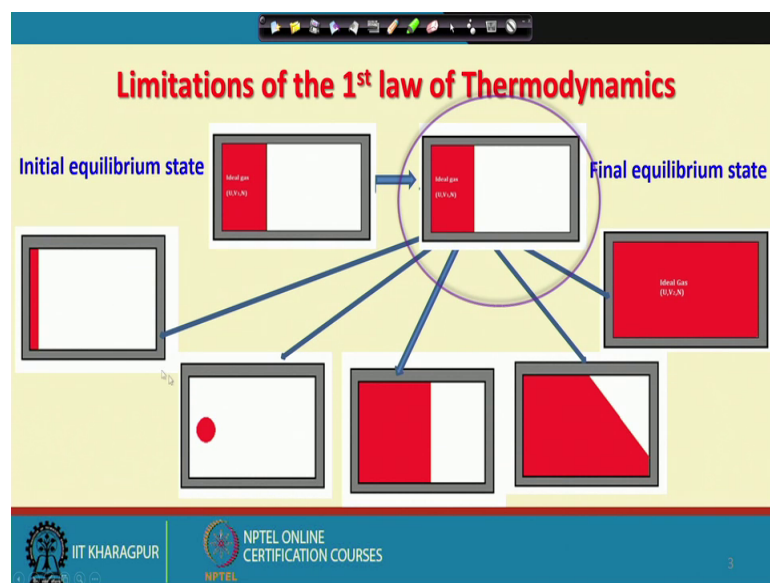 Limitations of the 1st law of Thermodynamics
Initial equilibrium state
Ideal gas
(U,V₁,N)
Ideal gas
(U,V₁,N)
Final equilibrium state
Ideal Gas
(U,V₂,N)
IIT KHARAGPUR
NPTEL
NPTEL ONLINE
CERTIFICATION COURSES
3